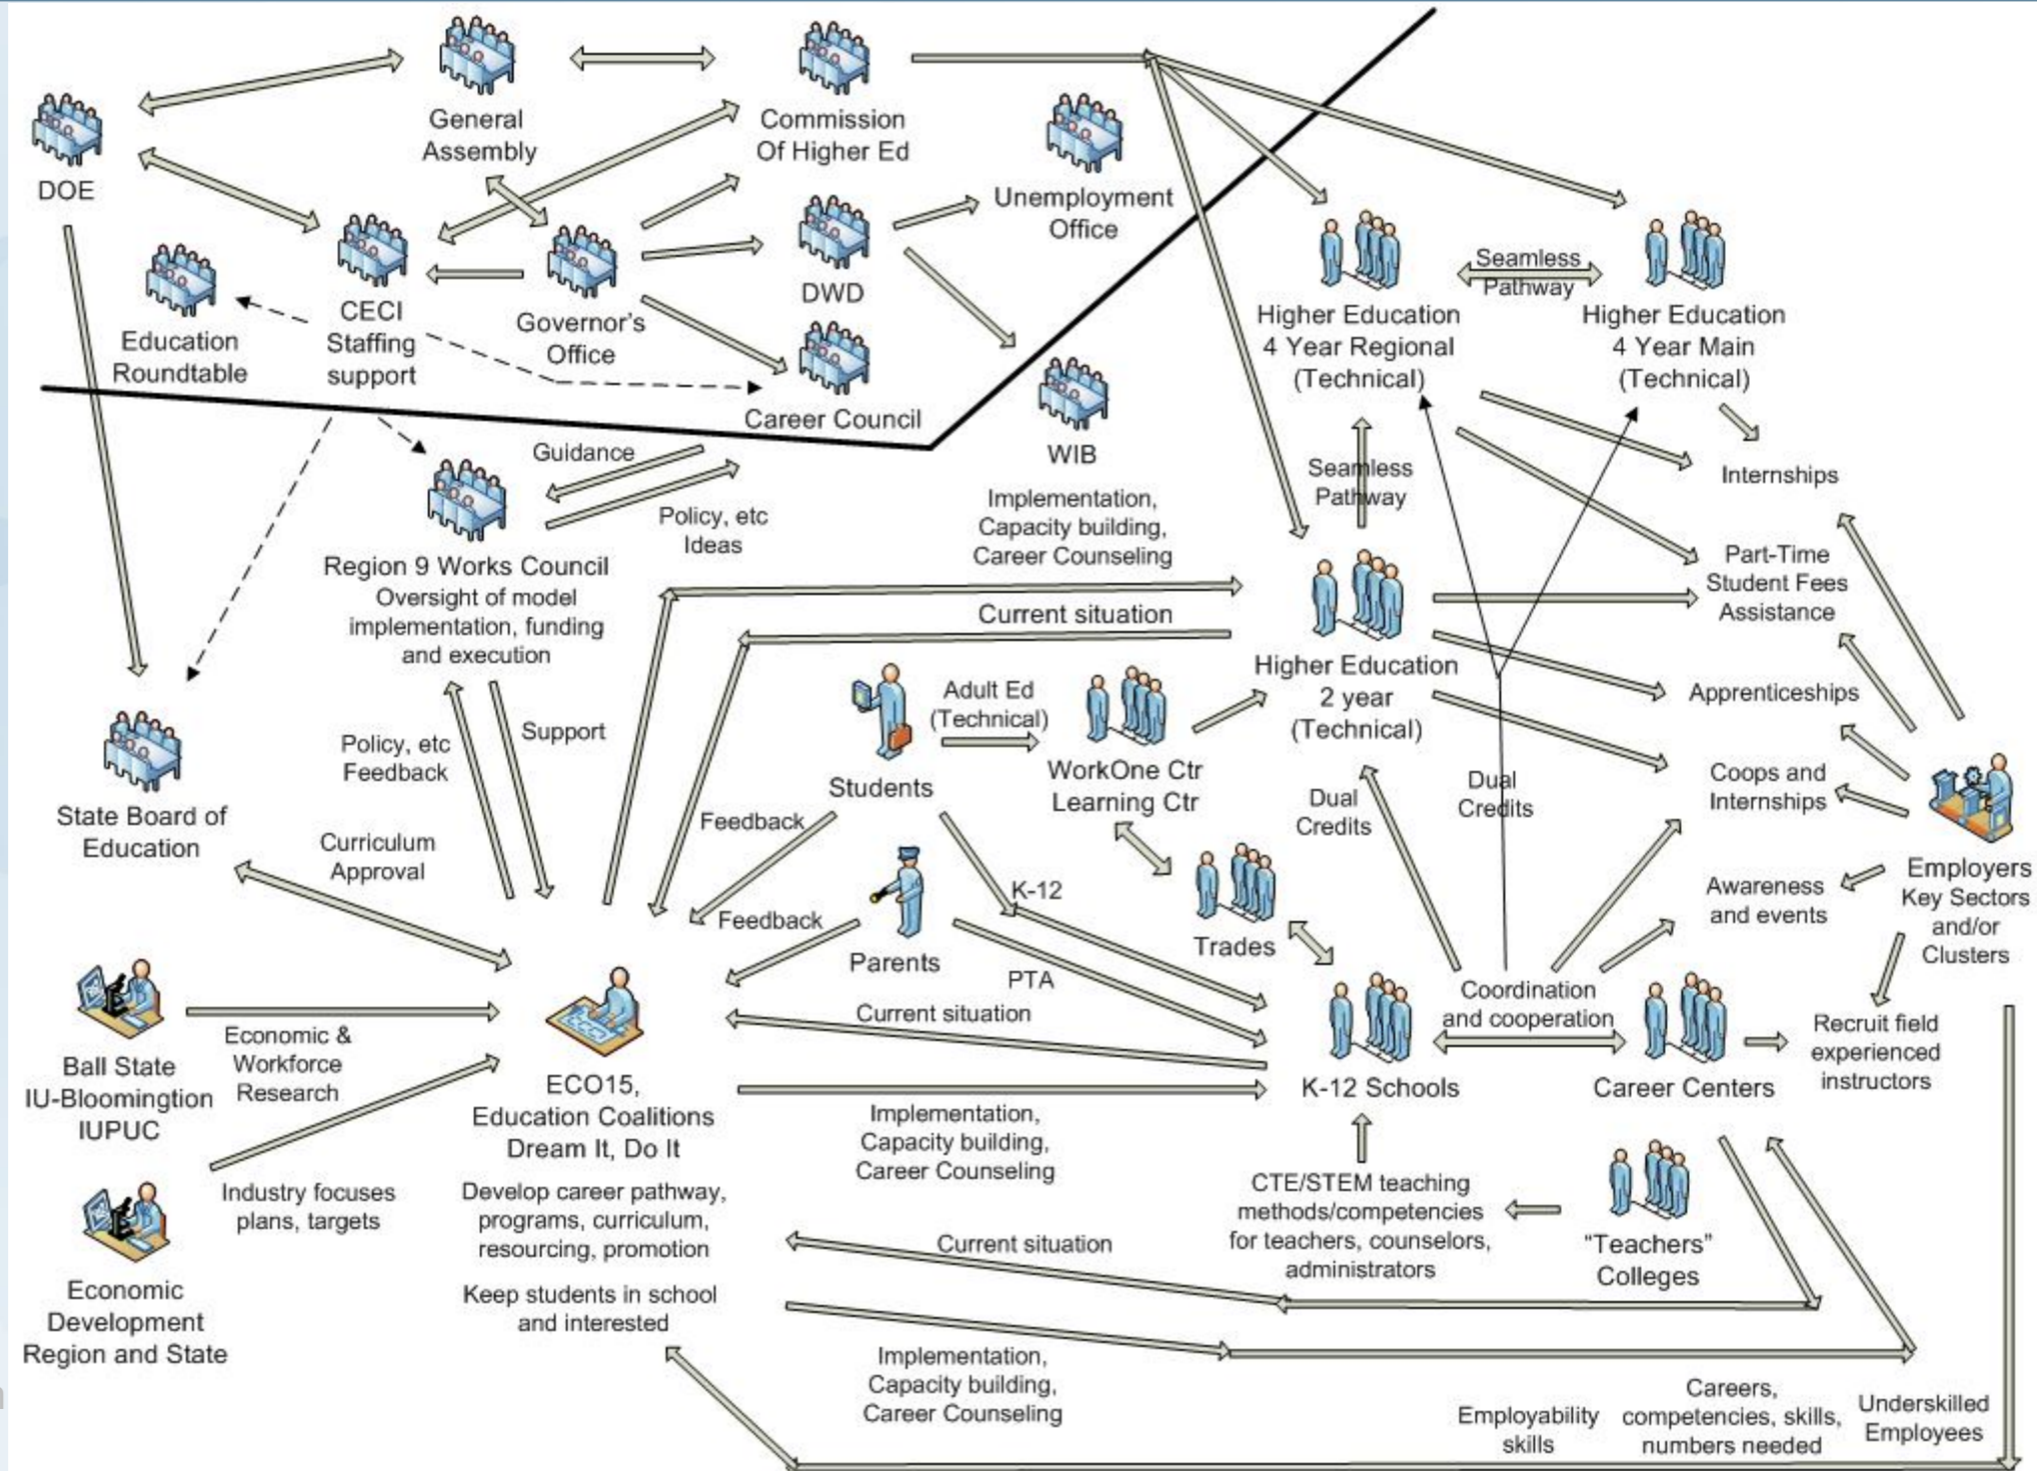 General
Assembly
Commission
Of Higher Ed
DOE
Unemployment
Office
Education
Roundtable
CECI
Staffing
support
Governor's
Office
DWD
Career Council
WIB
Higher Education
4 Year Regional
(Technical)
Seamless
Pathway
Higher Education
4 Year Main
(Technical)
Guidance
Policy, etc
Ideas
Region 9 Works Council
Oversight of model
implementation, funding
and execution
Implementation,
Capacity building,
Career Counseling
Current situation
Seamless
Pathway
Internships
Part-Time
Student Fees
Assistance
Apprenticeships
Coops and
Internships
Awareness
and events
Higher Education
2 year
(Technical)
Students
Adult Ed
(Technical)
WorkOne Ctr
Learning Ctr
Policy, etc
Feedback
Support
State Board of
Education
Curriculum
Approval
Feedback
Feedback
Parents
K-12
PTA
Trades
Dual
Credits
Dual
Credits
Employers
Key Sectors
and/or
Clusters
Coordination
and cooperation
Recruit field
experienced
instructors
Current situation
K-12 Schools
Career Centers
Ball State
IU-Bloomingtion
IUPUC
Economic &
Workforce
Research
ECO15,
Education Coalitions
Dream It, Do It
Develop career pathway,
programs, curriculum,
resourcing, promotion
Keep students in school
and interested
Implementation,
Capacity building,
Career Counseling
CTE/STEM teaching
methods/competencies
for teachers, counselors,
administrators
"Teachers"
Colleges
Industry focuses
plans, targets
Economic
Development
Region and State
Current situation
Implementation,
Capacity building,
Career Counseling
Employability
skills
Careers,
competencies, skills,
numbers needed
Underskilled
Employees